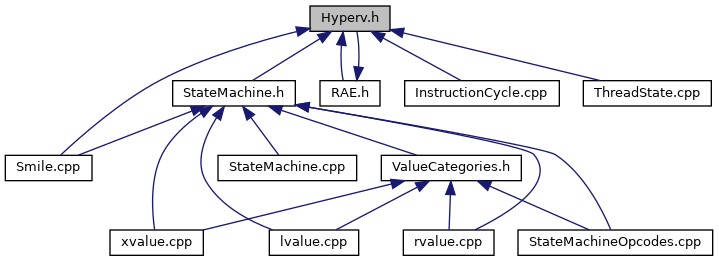 Hyperv.h
StateMachine.h
RAE.h
InstructionCycle.cpp
ThreadState.cpp
Smile.cpp
StateMachine.cpp
ValueCategories.h
xvalue.cpp
lvalue.cpp
rvalue.cpp
StateMachineOpcodes.cpp